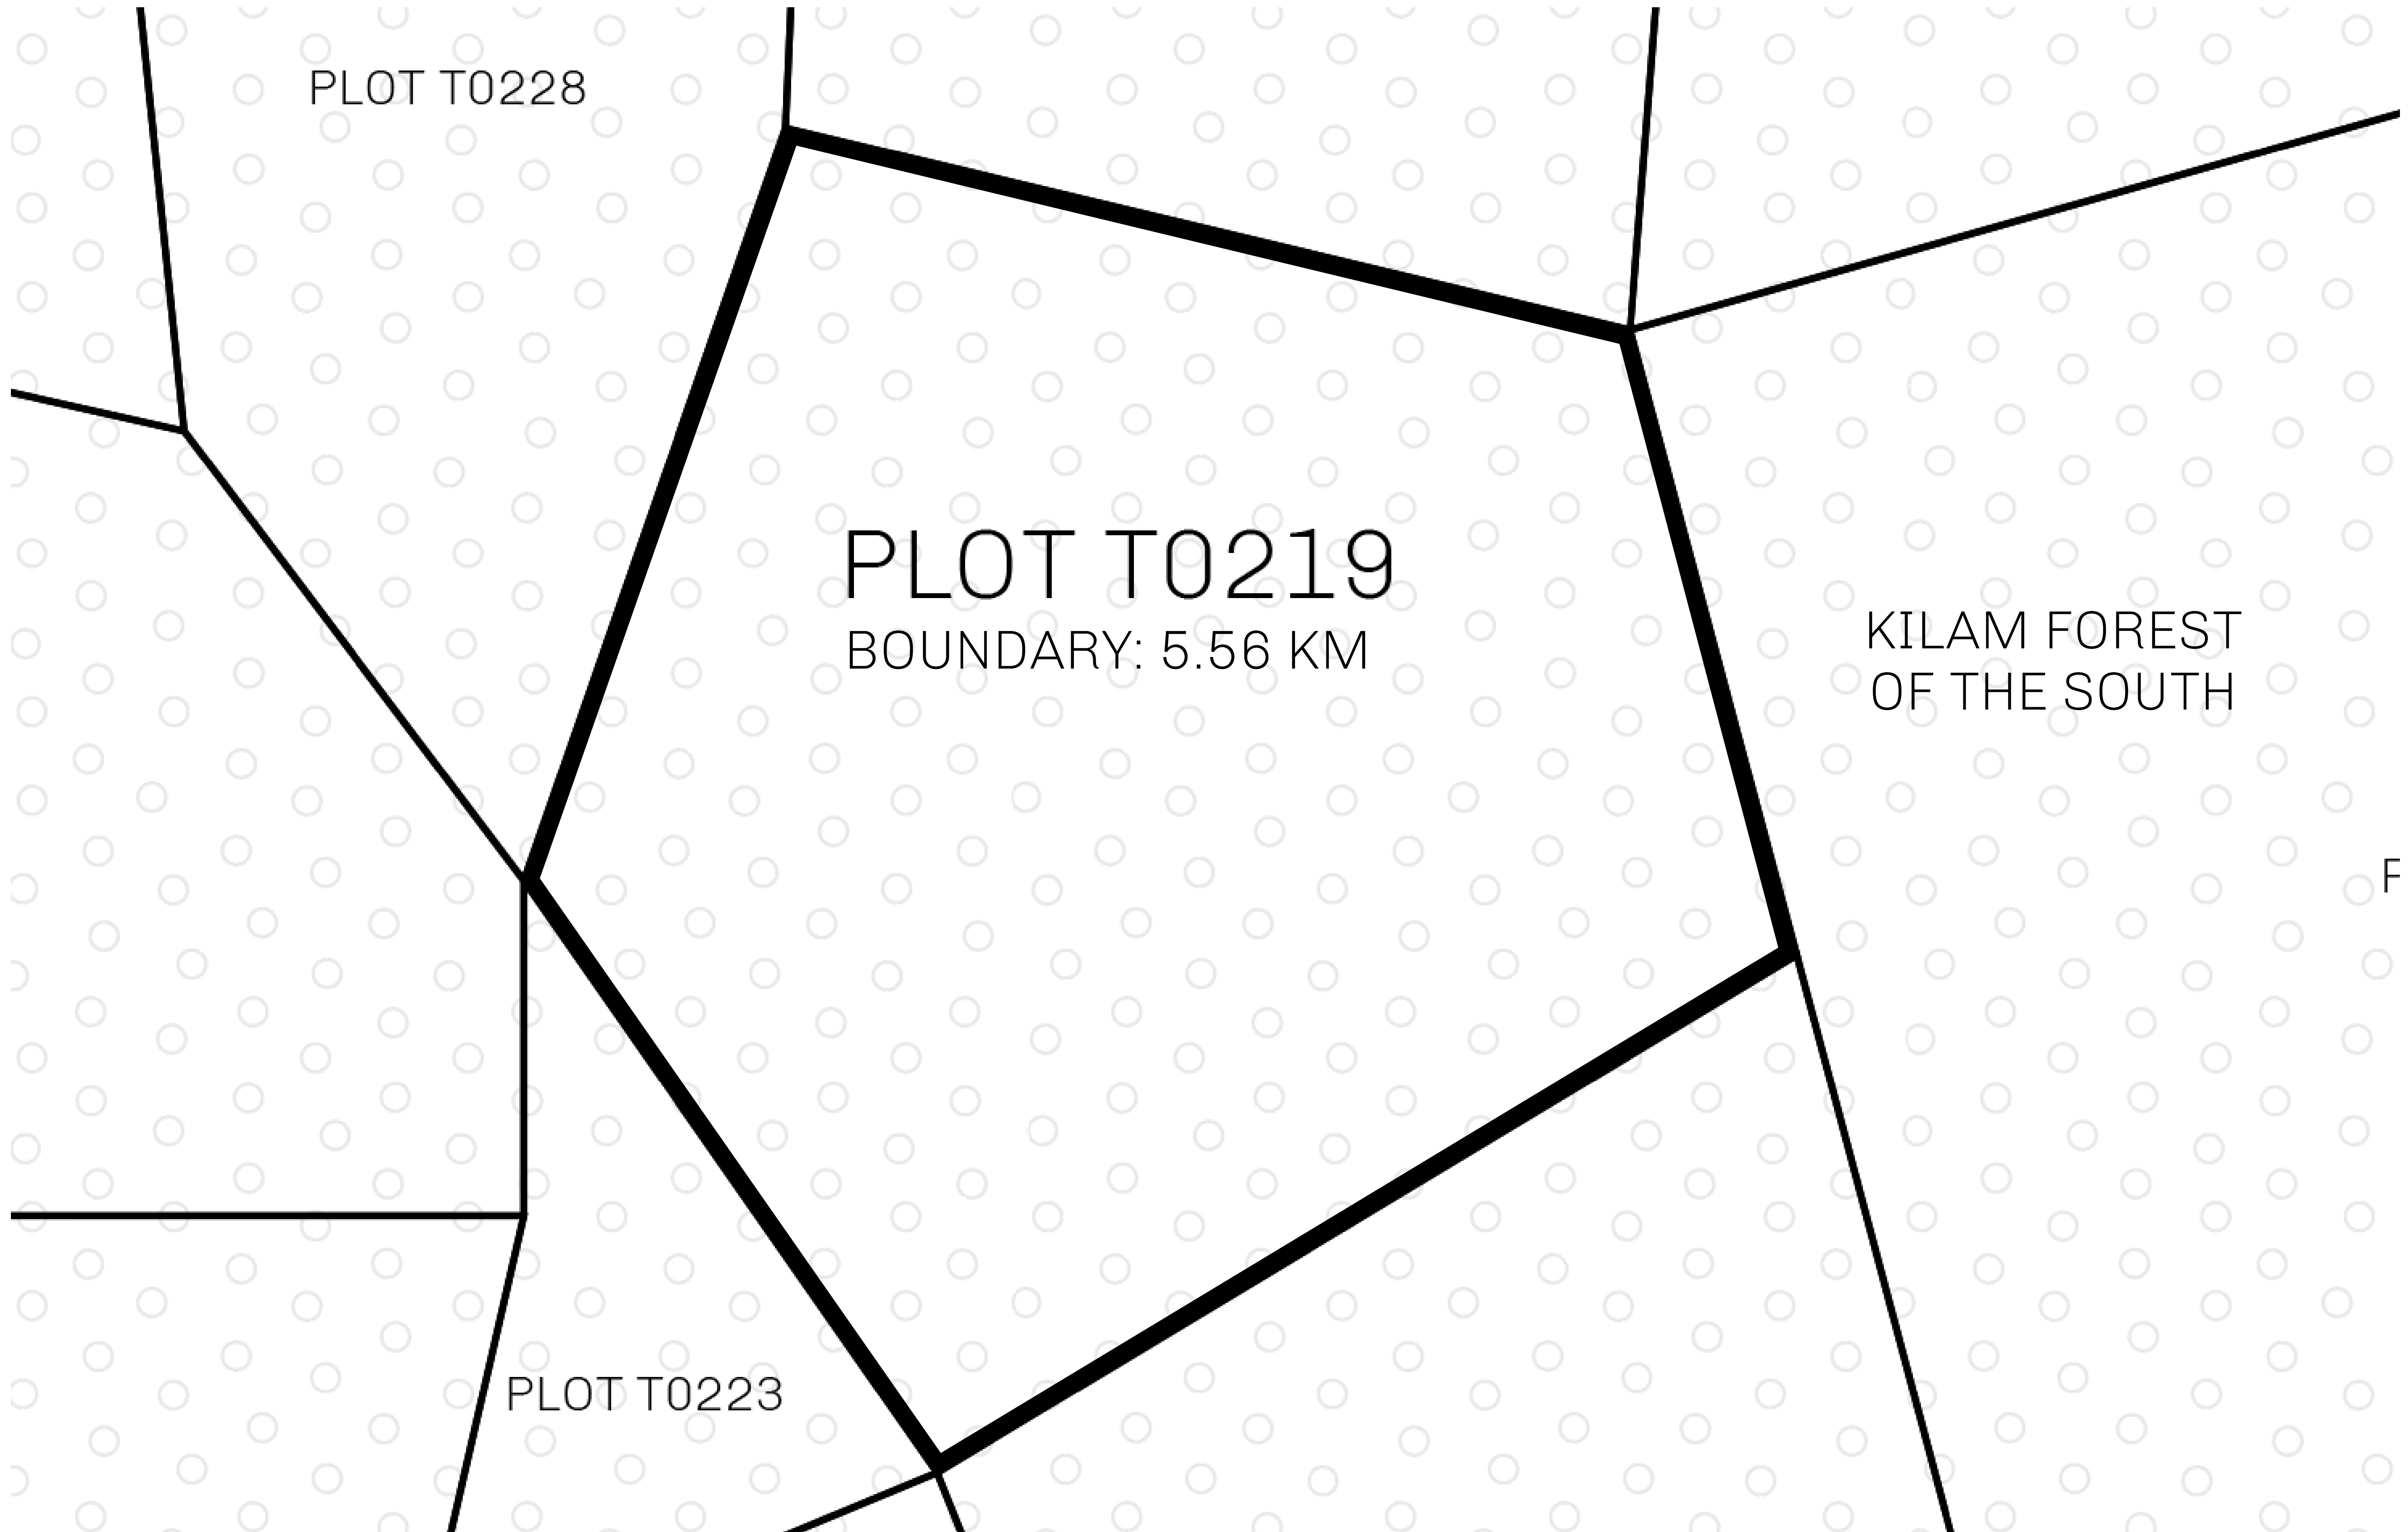 PLOT T0228
PLOT T0219
BOUNDARY: 5.56 KM
KILAM FOREST
OF THE SOUTH
PLOT T0223